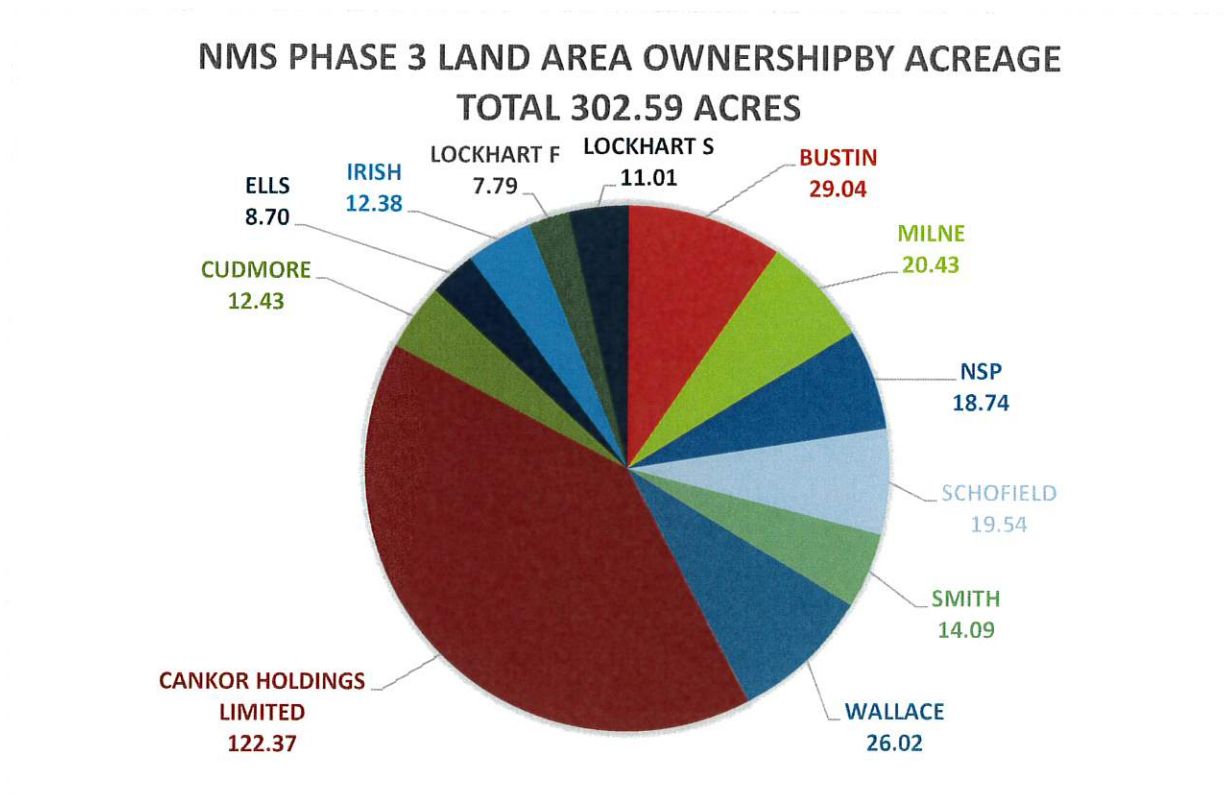 NMS PHASE 3 LAND AREA OWNERSHIPBY ACREAGE
TOTAL 302.59 ACRES
LOCKHART S
11.01
BUSTIN
29.04
MILNE
20.43
NSP
18.74
SCHOFIELD
19.54
SMITH
14.09
WALLACE
26.02
CANKOR HOLDINGS
LIMITED
122.37
CUDMORE
12.43
ELLS
8.70
IRISH
12.38
LOCKHART F
7.79